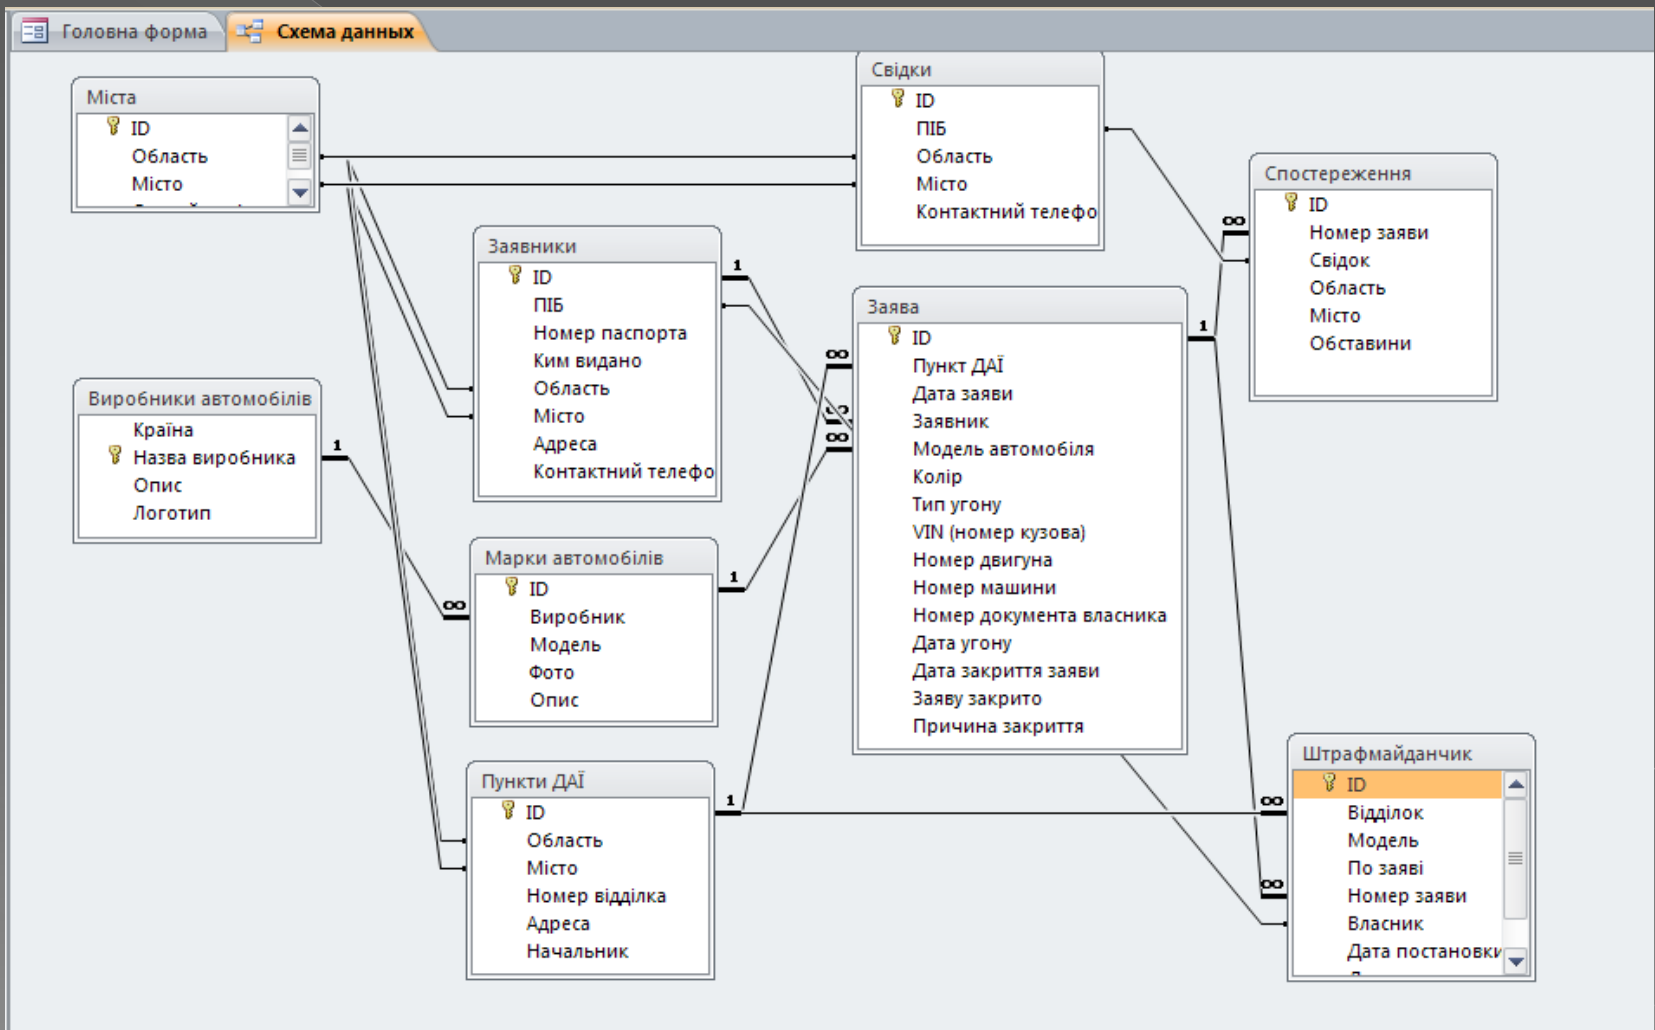 Головна форма
Схема данных
Міста
ID
Область
Місто
Виробники автомобілів
Країна
Назва виробника
Опис
Логотип
Заявники
ID
ПІБ
Номер паспорта
Ким видано
Область
Місто
Адреса
Контактний телефо
Марки автомобілів
ID
Виробник
Модель
Фото
Опис
Пункти ДАЇ
ID
Область
Місто
Номер відділка
Адреса
Начальник
Свідки
ID
ПІБ
Область
Місто
Контактний телефо
Заява
ID
Пункт ДАЇ
Дата заяви
Заявник
Модель автомобіля
Колір
Тип угону
VIN (номер кузова)
Номер двигуна
Номер машини
Номер документа власника
Дата угону
Дата закриття заяви
Заяву закрито
Причина закриття
Спостереження
ID
Номер заяви
Свідок
Область
Місто
Обставини
Штрафмайданчик
ID
Відділок
Модель
По заяві
Номер заяви
Власник
Дата постановки
1
∞
1
∞
∞
1
∞
1
1
∞
∞
∞